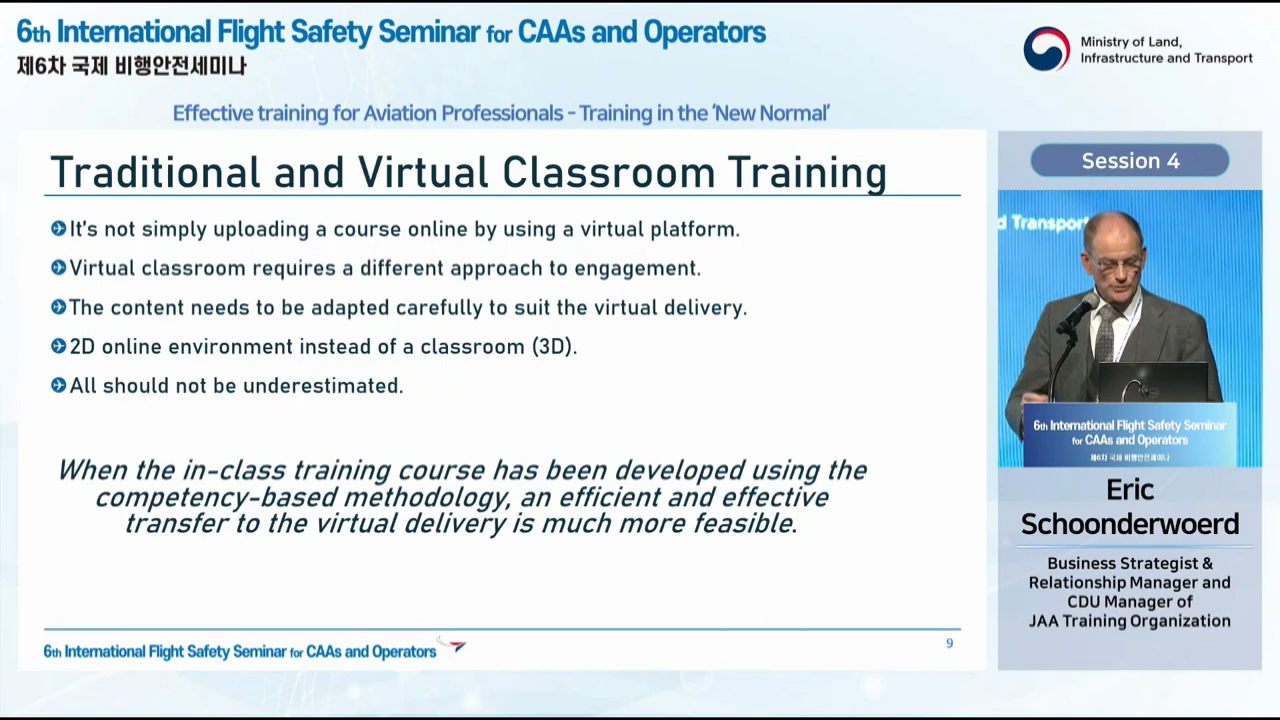 6th International Flight Safety Seminar for CAAs and Operators
제6차 국제 비행안전세미나
Ministry of Land,
Infrastructure and Transport
Effective training for Aviation Professionals - Training in the 'New Normal'
Traditional and Virtual Classroom Training
It's not simply uploading a course online by using a virtual platform.
Virtual classroom requires a different approach to engagement.
The content needs to be adapted carefully to suit the virtual delivery.
2D online environment instead of a classroom (3D).
All should not be underestimated.
When the in-class training course has been developed using the
competency-based methodology, an efficient and effective
transfer to the virtual delivery is much more feasible.
6th International Flight Safety Seminar for CAAs and Operators
9
Session 4
d Transport
6th International Flight Safety Seminar
for CAAs and Operators
제6차 국제 비행안전세미나
Eric
Schoonderwoerd
Business Strategist &
Relationship Manager and
CDU Manager of
JAA Training Organization